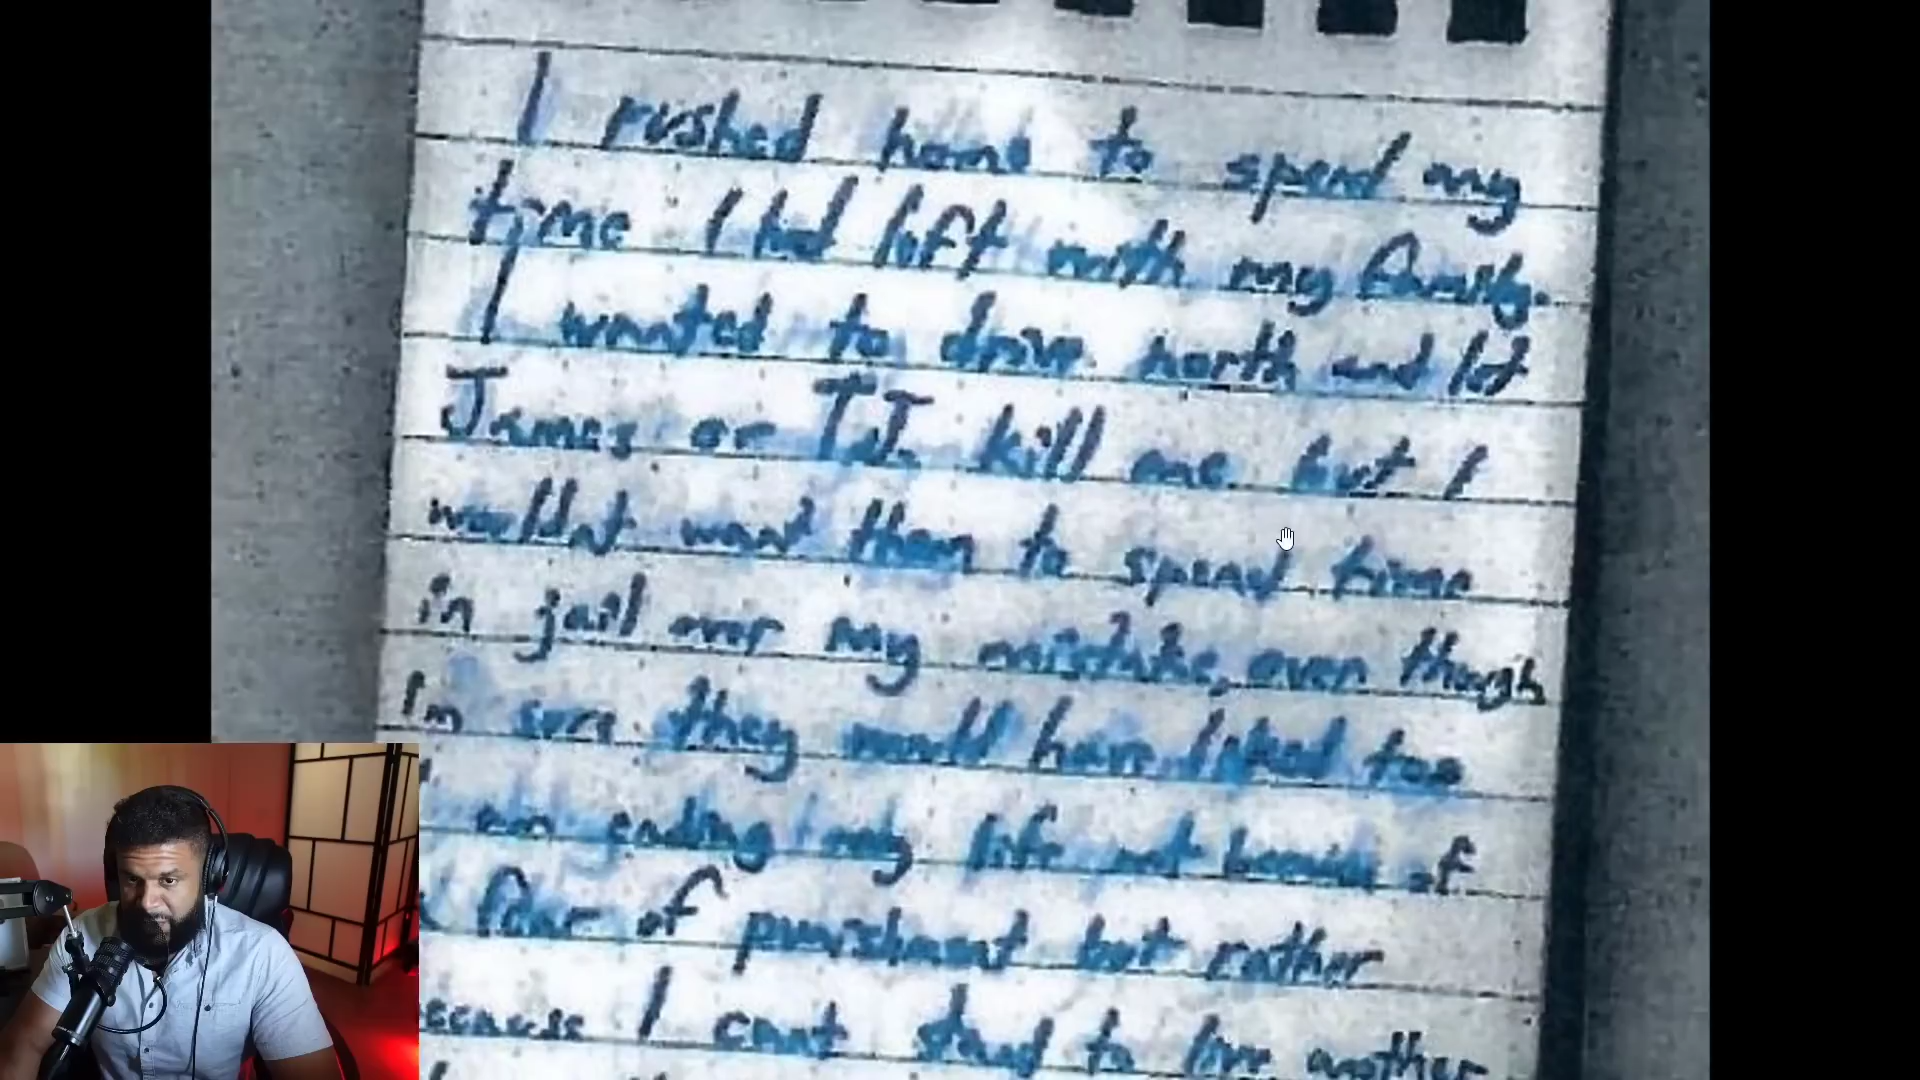 I rushed home to spend my
time I had left with my family.
I wanted to drive north and let
James or T.J. kill me but I
wouldnt want them to spend time
in jail over my mistake, even though
I'm sure they would have liked too
I am ending my life not because of
a fear of punishment but rather
because I cant stand to live another